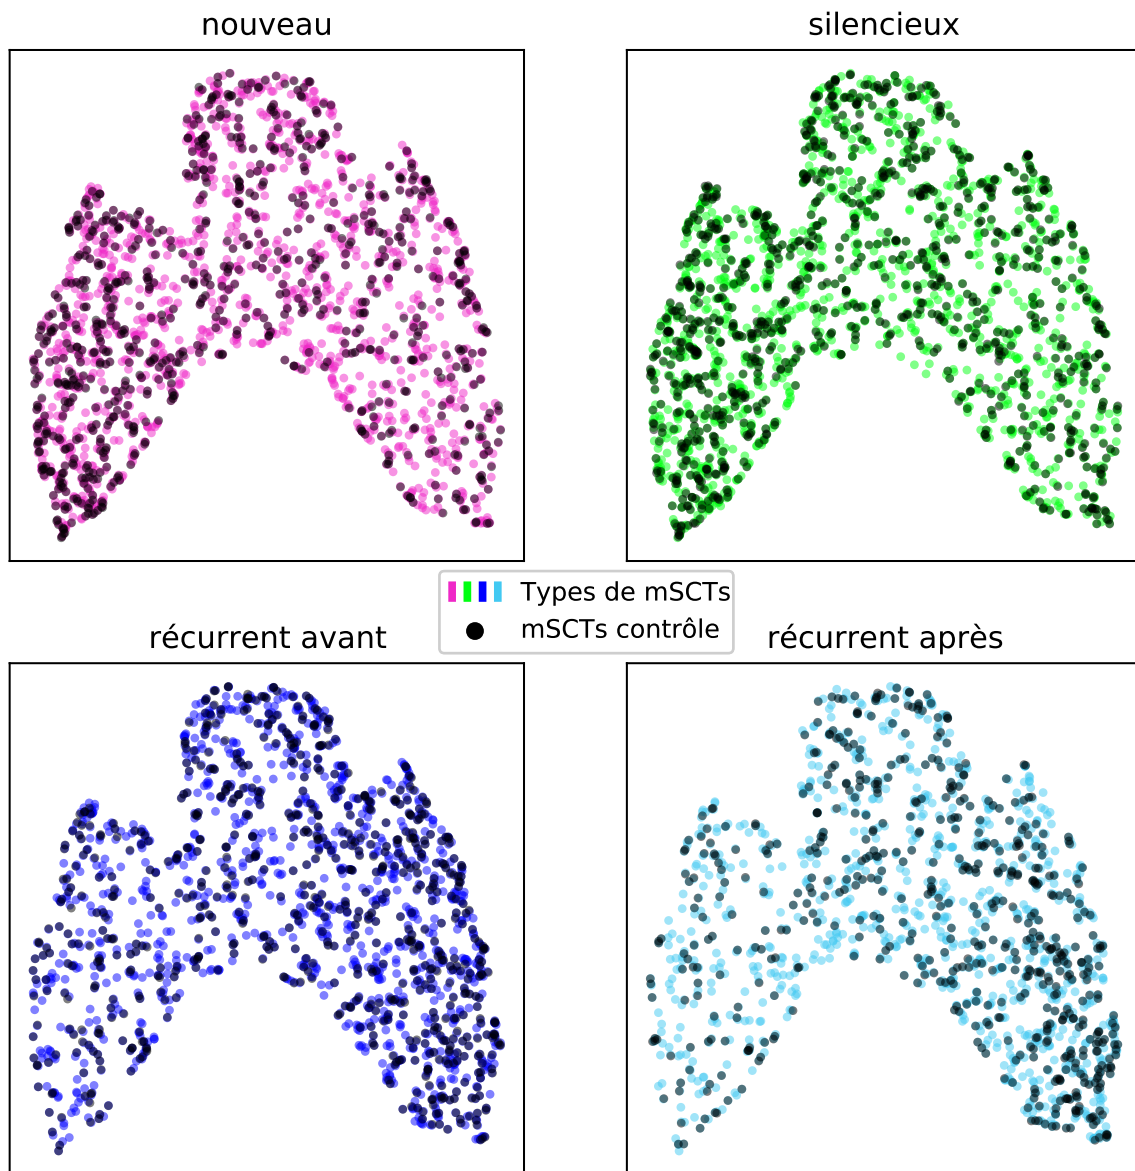 nouveau
silencieux
Types de mSCTs
mSCTs contrôle
récurrent avant
récurrent après